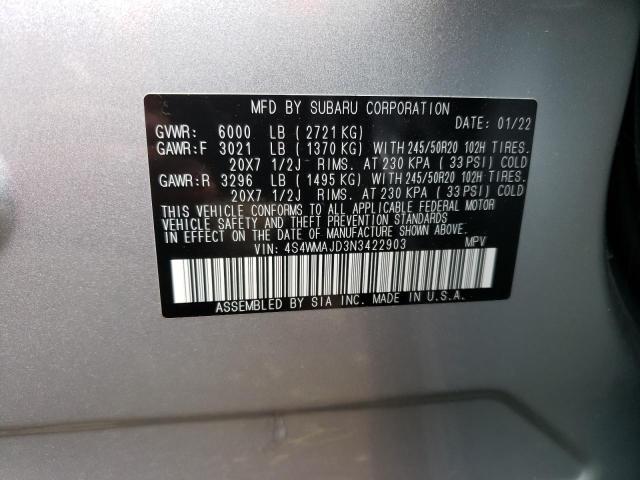 MFD BY SUBARU CORPORATION
GVWR: 6000 LB (2721 KG) DATE: 01/22
GAWR:F 3021 LB (1370 KG) WITH 245/50R20 102H TIRES.
20X7 1/2J RIMS. AT 230 KPA (33 PSI) COLD
GAWR:R 3296 LB (1495 KG) WITH 245/50R20 102H TIRES.
20X7 1/2J RIMS. AT 230 KPA (33 PSI) COLD
THIS VEHICLE CONFORMS TO ALL APPLICABLE FEDERAL MOTOR
VEHICLE SAFETY AND THEFT PREVENTION STANDARDS
IN EFFECT ON THE DATE OF MANUFACTURE SHOWN ABOVE.
VIN: 4S4WMAJD3N3422903 MPV
ASSEMBLED BY SIA INC. MADE IN U.S.A.